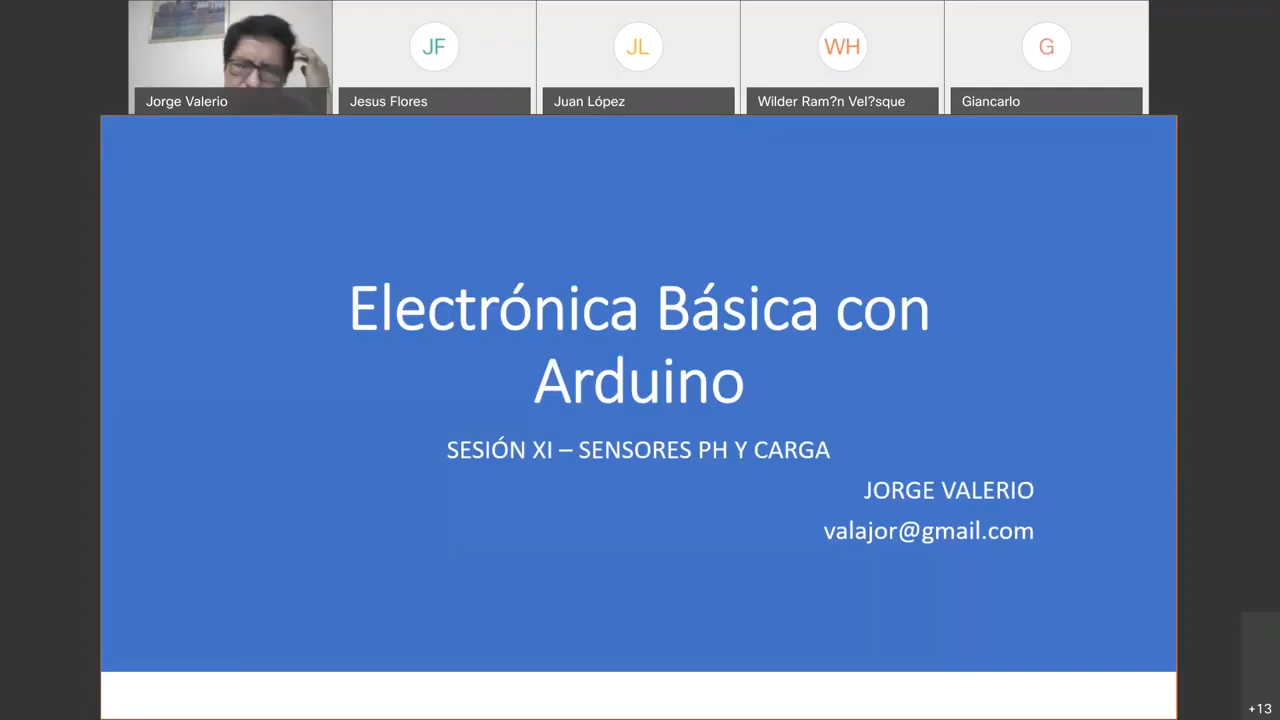 JF
JL
WH
G
Jorge Valerio
Jesus Flores
Juan López
Wilder Ram?n Vel?sque
Giancarlo
Electrónica Básica con
Arduino
SESIÓN XI – SENSORES PH Y CARGA
JORGE VALERIO
valajor@gmail.com
+13